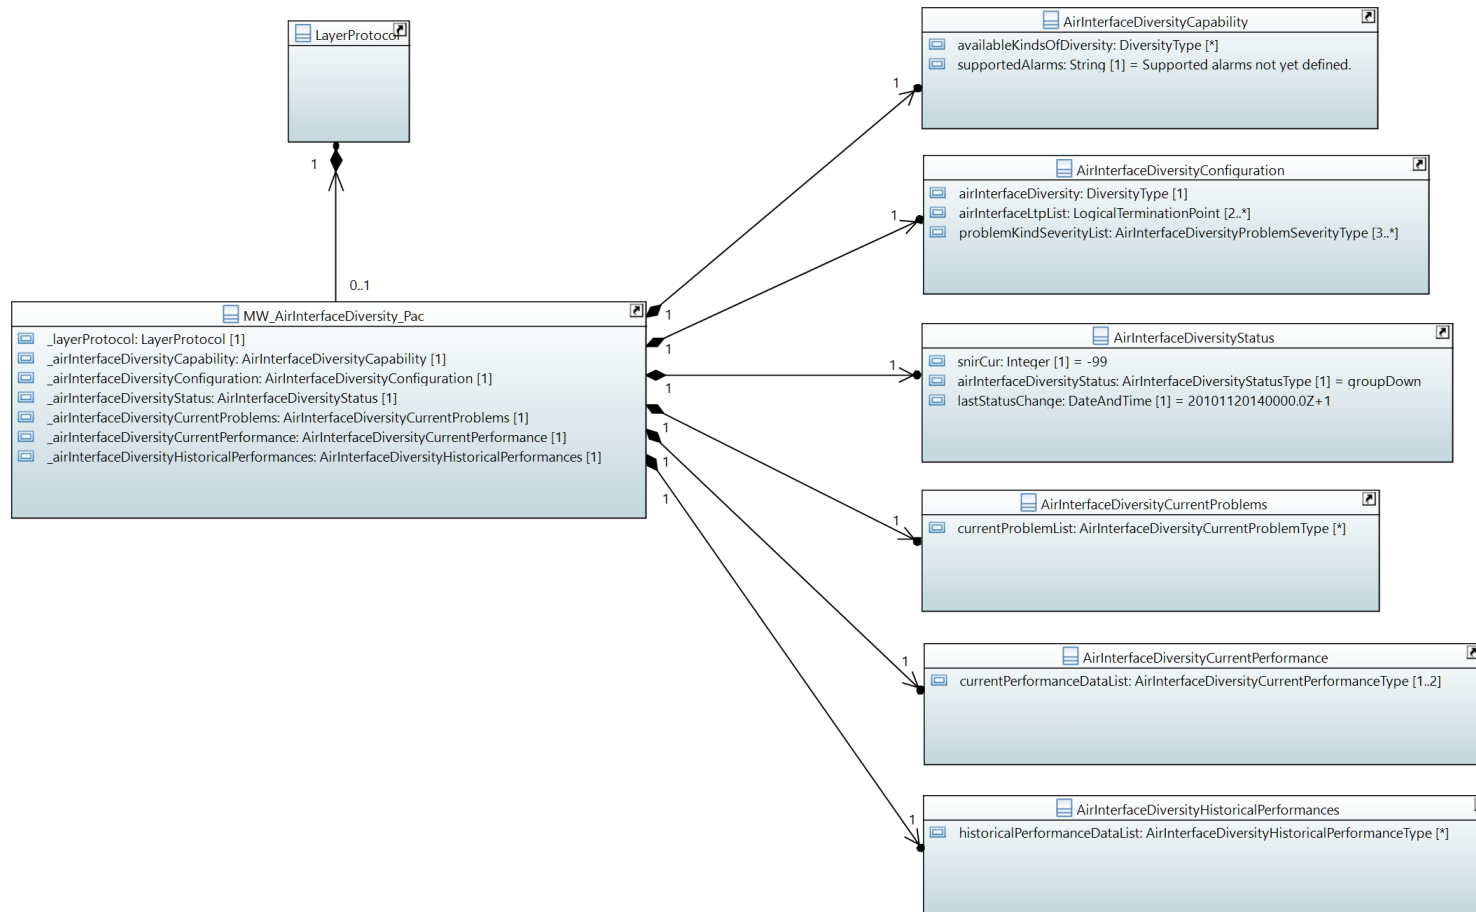 LayerProtocol
1
0..1
MW_AirInterfaceDiversity_Pac
_layerProtocol: LayerProtocol [1]
_airInterfaceDiversityCapability: AirInterfaceDiversityCapability [1]
_airInterfaceDiversityConfiguration: AirInterfaceDiversityConfiguration [1]
_airInterfaceDiversityStatus: AirInterfaceDiversityStatus [1]
_airInterfaceDiversityCurrentProblems: AirInterfaceDiversityCurrentProblems [1]
_airInterfaceDiversityCurrentPerformance: AirInterfaceDiversityCurrentPerformance [1]
_airInterfaceDiversityHistoricalPerformances: AirInterfaceDiversityHistoricalPerformances [1]
1
1
1
1
1
1
1
AirInterfaceDiversityCapability
availableKindsOfDiversity: DiversityType [*]
supportedAlarms: String [1] = Supported alarms not yet defined.
1
AirInterfaceDiversityConfiguration
airInterfaceDiversity: DiversityType [1]
airInterfaceLtpList: LogicalTerminationPoint [2..*]
problemKindSeverityList: AirInterfaceDiversityProblemSeverityType [3..*]
1
AirInterfaceDiversityStatus
snirCur: Integer [1] = -99
airInterfaceDiversityStatus: AirInterfaceDiversityStatusType [1] = groupDown
lastStatusChange: DateAndTime [1] = 20101120140000.0Z+1
1
AirInterfaceDiversityCurrentProblems
currentProblemList: AirInterfaceDiversityCurrentProblemType [*]
1
AirInterfaceDiversityCurrentPerformance
currentPerformanceDataList: AirInterfaceDiversityCurrentPerformanceType [1..2]
1
AirInterfaceDiversityHistoricalPerformances
historicalPerformanceDataList: AirInterfaceDiversityHistoricalPerformanceType [*]